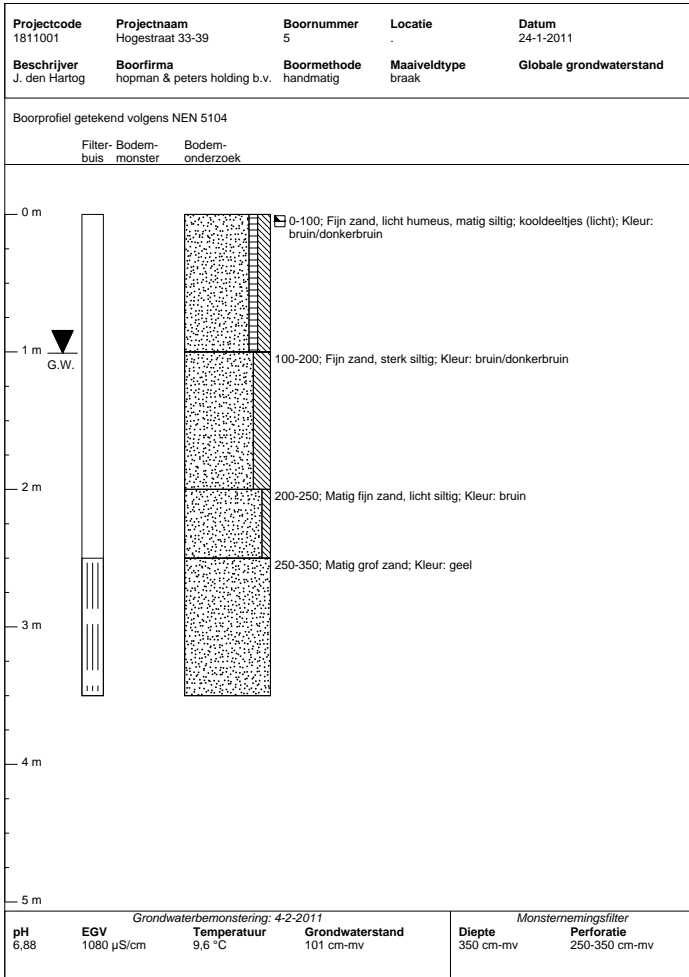 Projectcode Projectnaam Boornummer Locatie Datum
1811001 Hogestraat 33-39 5 . 24-1-2011
Beschrijver Boorfirma Boormethode Maaiveldtype Globale grondwaterstand
J. den Hartog hopman & peters holding b.v. handmatig braak
Boorprofiel getekend volgens NEN 5104
Filter- Bodem- Bodem-
buis monster onderzoek
0 m
0-100; Fijn zand, licht humeus, matig siltig; kooldeeltjes (licht); Kleur:
bruin/donkerbruin
1 m
G.W.
100-200; Fijn zand, sterk siltig; Kleur: bruin/donkerbruin
2 m
200-250; Matig fijn zand, licht siltig; Kleur: bruin
250-350; Matig grof zand; Kleur: geel
3 m
4 m
5 m
Grondwaterbemonstering: 4-2-2011 Monsternemingsfilter
pH EGV Temperatuur Grondwaterstand Diepte Perforatie
6,88 1080 µS/cm 9,6 °C 101 cm-mv 350 cm-mv 250-350 cm-mv